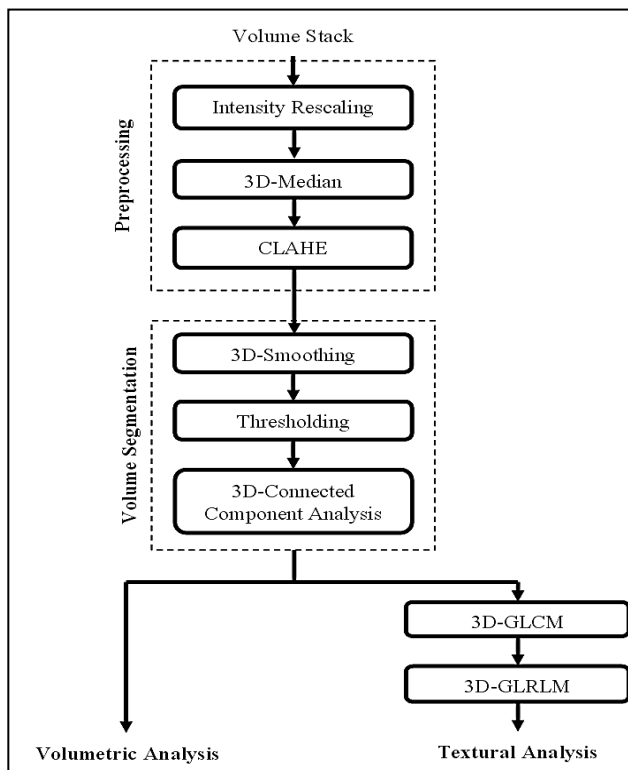 Volume Stack
Preprocessing
Intensity Rescaling
3D-Median
CLAHE
Volume Segmentation
3D-Smoothing
Thresholding
3D-Connected
Component Analysis
3D-GLCM
3D-GLRLM
Volumetric Analysis
Textural Analysis